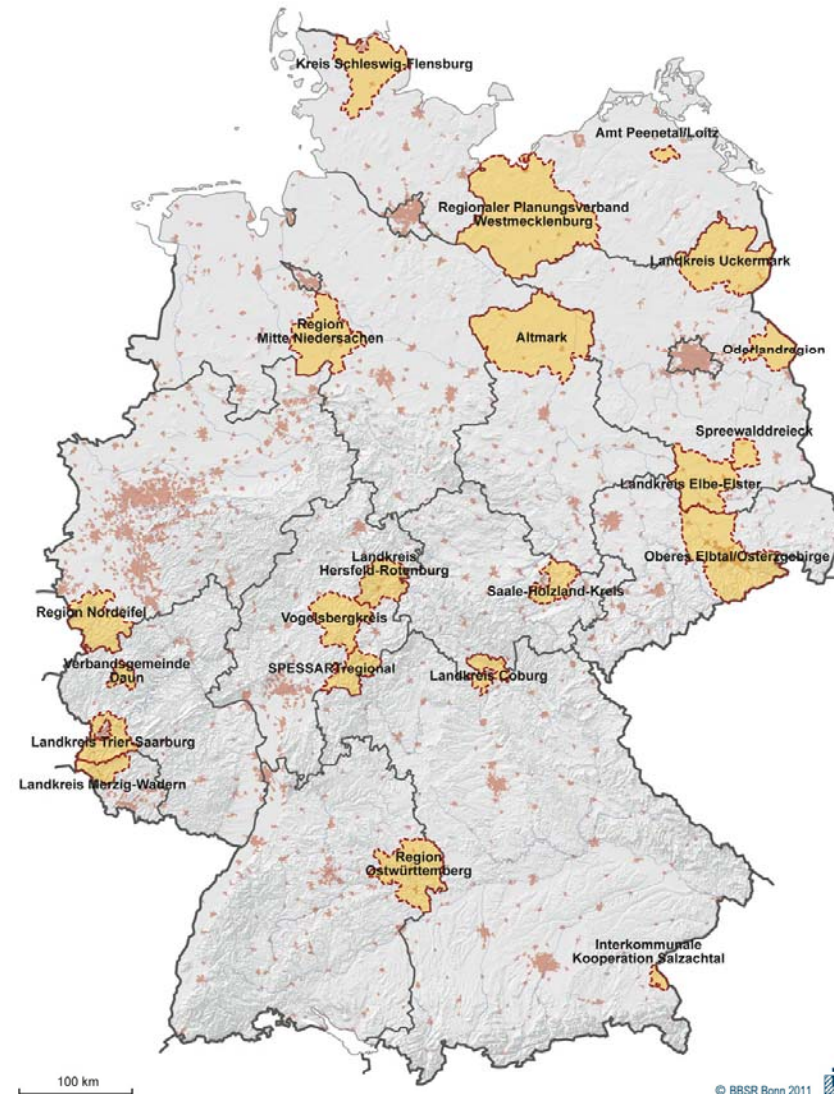 Kreis Schleswig-Flensburg
Amt Peenetal/Loitz
Regionaler Planungsverband
Westmecklenburg
Landkreis Uckermark
Region
Mitte Niedersachen
Altmark
Oderlandregion
Spreewalddreieck
Landkreis Elbe-Elster
Landkreis
Hersfeld-Rotenburg
Oberes Elbtal/Osterzgebirge
Saale-Holzland-Kreis
Region Nordeifel
Vogelsbergkreis
Verbandsgemeinde
Daun
SPESSARTregional
Landkreis Coburg
Landkreis Trier-Saarburg
Landkreis Merzig-Wadern
Region
Ostwürttemberg
Interkommunale
Kooperation Salzachtal
100 km
© BBSR Bonn 2011